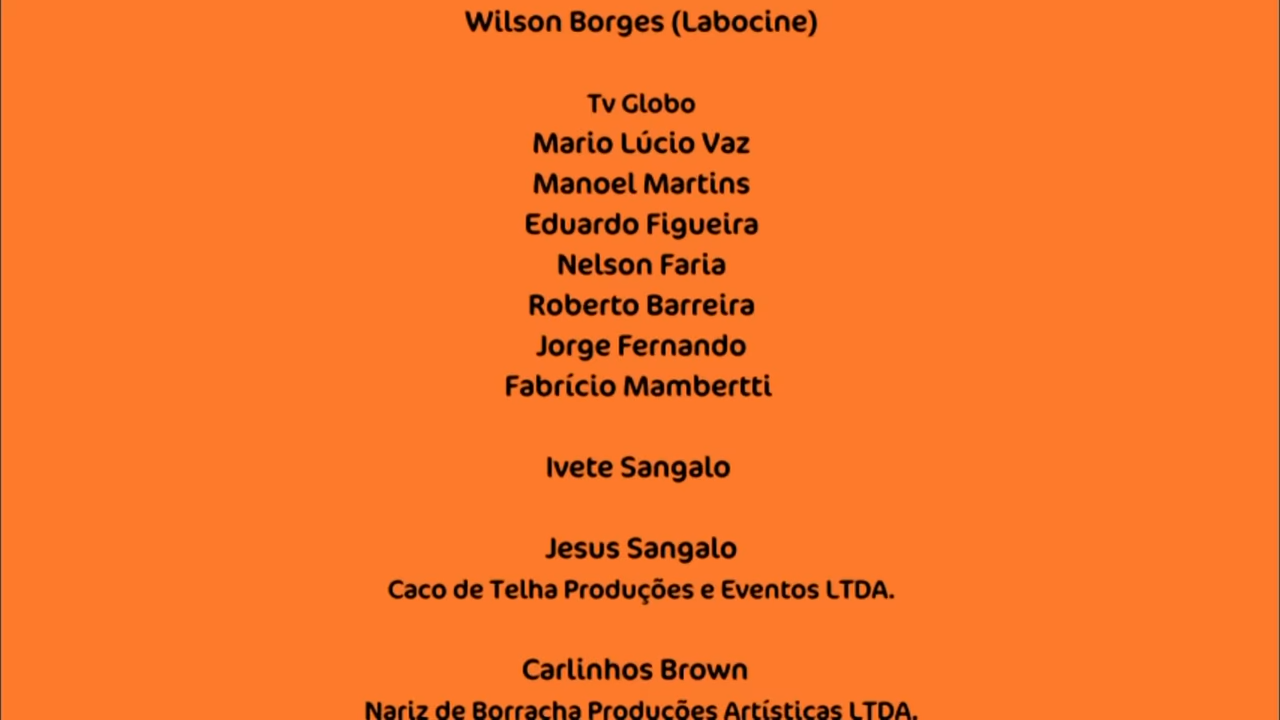 Wilson Borges (Labocine)
Tv Globo
Mario Lúcio Vaz
Manoel Martins
Eduardo Figueira
Nelson Faria
Roberto Barreira
Jorge Fernando
Fabrício Mambertti
Ivete Sangalo
Jesus Sangalo
Caco de Telha Produções e Eventos LTDA.
Carlinhos Brown
Nariz de Borracha Produções Artísticas LTDA.